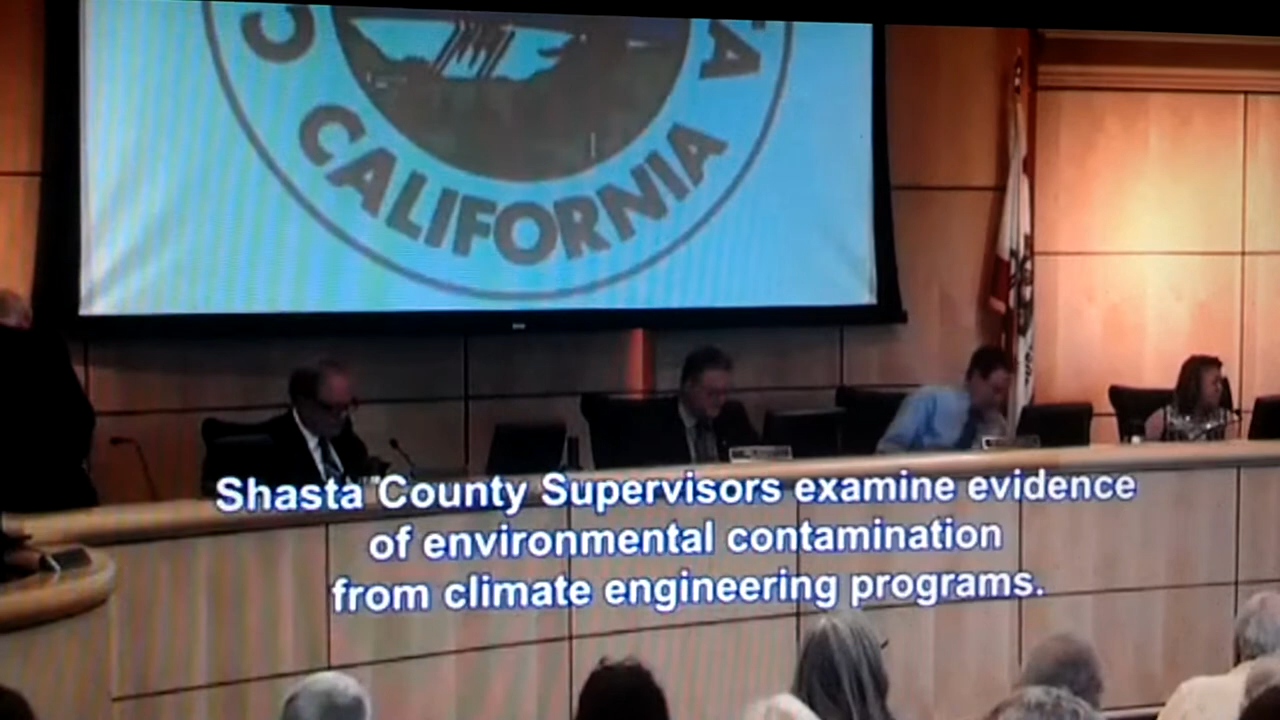 CALIFORNIA
Shasta County Supervisors examine evidence
of environmental contamination
from climate engineering programs.